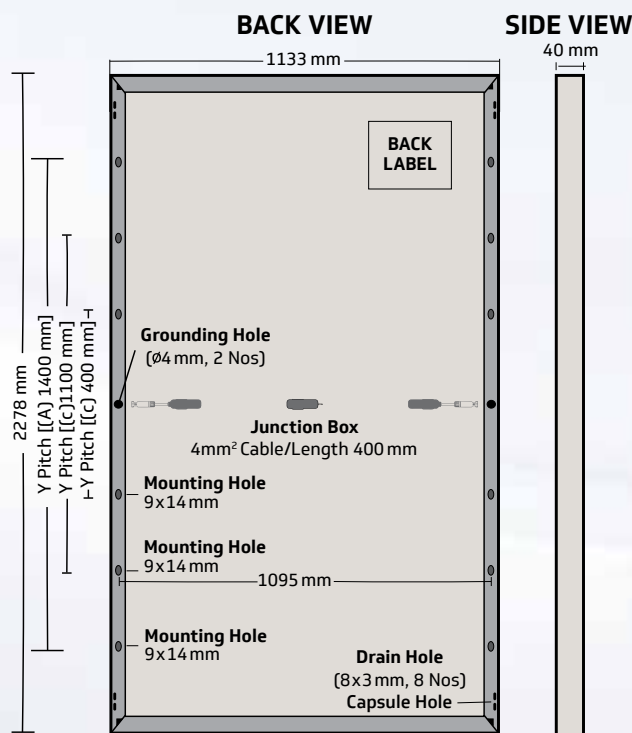 BACK VIEW
SIDE VIEW
1133 mm
40 mm
BACK
LABEL
2278 mm
Y Pitch [(A) 1400 mm]
Y Pitch [(c)1100 mm]
Y Pitch [(c) 400 mm]
Grounding Hole
(ø4 mm, 2 Nos)
Junction Box
4mm² Cable/Length 400 mm
Mounting Hole
9x14 mm
Mounting Hole
9x14 mm
1095 mm
Mounting Hole
9x14 mm
Drain Hole
(8x3 mm, 8 Nos)
Capsule Hole